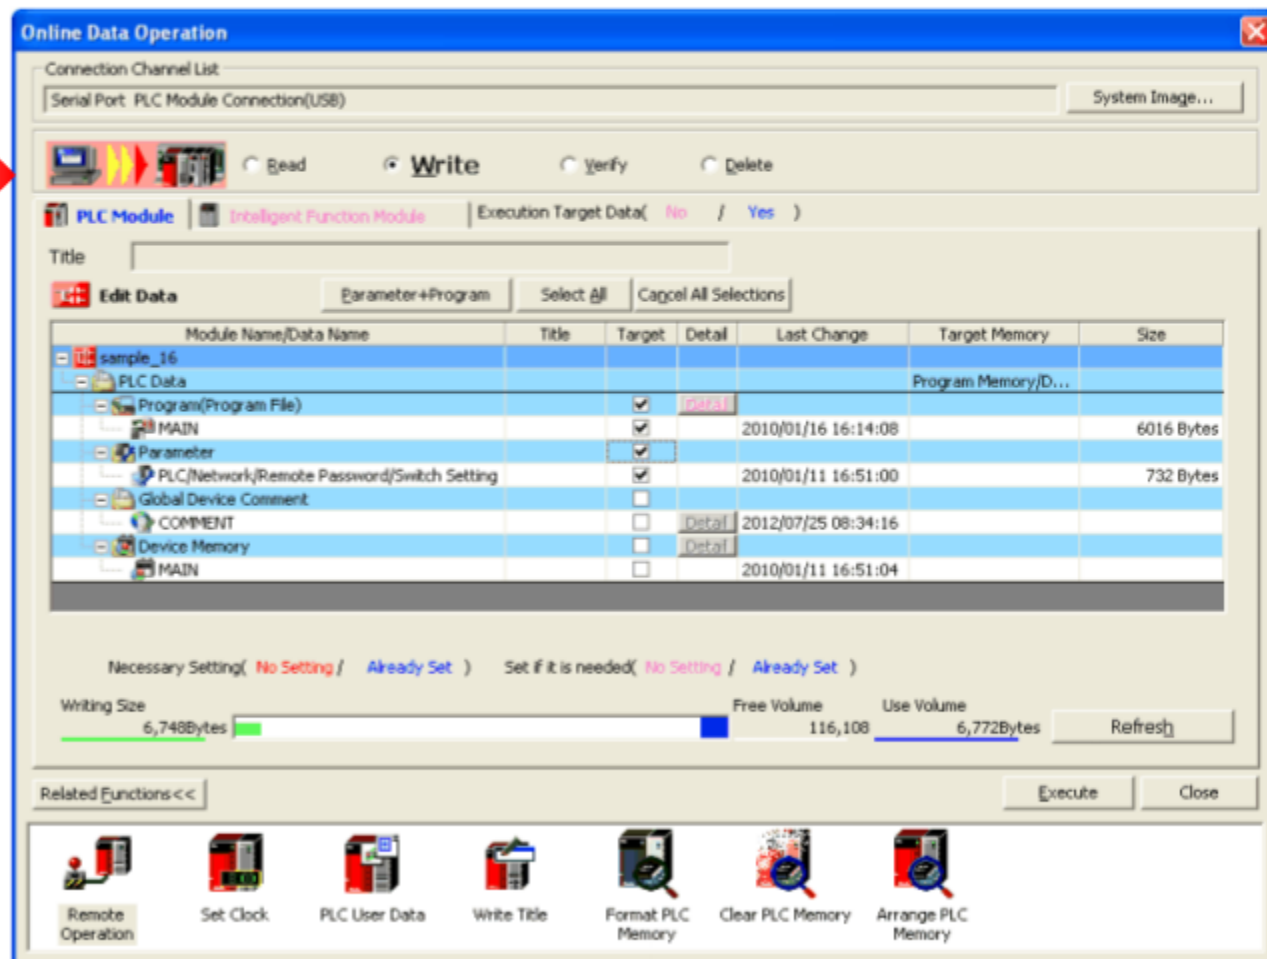 Online Data Operation
Connection Channel List
Serial Port PLC Module Connection(USB)
System Image...
Read Write Verify Delete
PLC Module Intelligent Function Module Execution Target Data( No / Yes )
Title
Edit Data Parameter+Program Select All Cancel All Selections
Module Name/Data Name Title Target Detail Last Change Target Memory Size
sample_16
PLC Data Program Memory/D...
Program(Program File) Detail
MAIN 2010/01/16 16:14:08 6016 Bytes
Parameter
PLC/Network/Remote Password/Switch Setting 2010/01/11 16:51:00 732 Bytes
Global Device Comment
COMMENT Detail 2012/07/25 08:34:16
Device Memory Detail
MAIN 2010/01/11 16:51:04
Necessary Setting( No Setting / Already Set ) Set if it is needed( No Setting / Already Set )
Writing Size Free Volume Use Volume
6,748Bytes 116,108 6,772Bytes Refresh
Related Functions<< Execute Close
Remote Operation
Set Clock
PLC User Data
Write Title
Format PLC Memory
Clear PLC Memory
Arrange PLC Memory